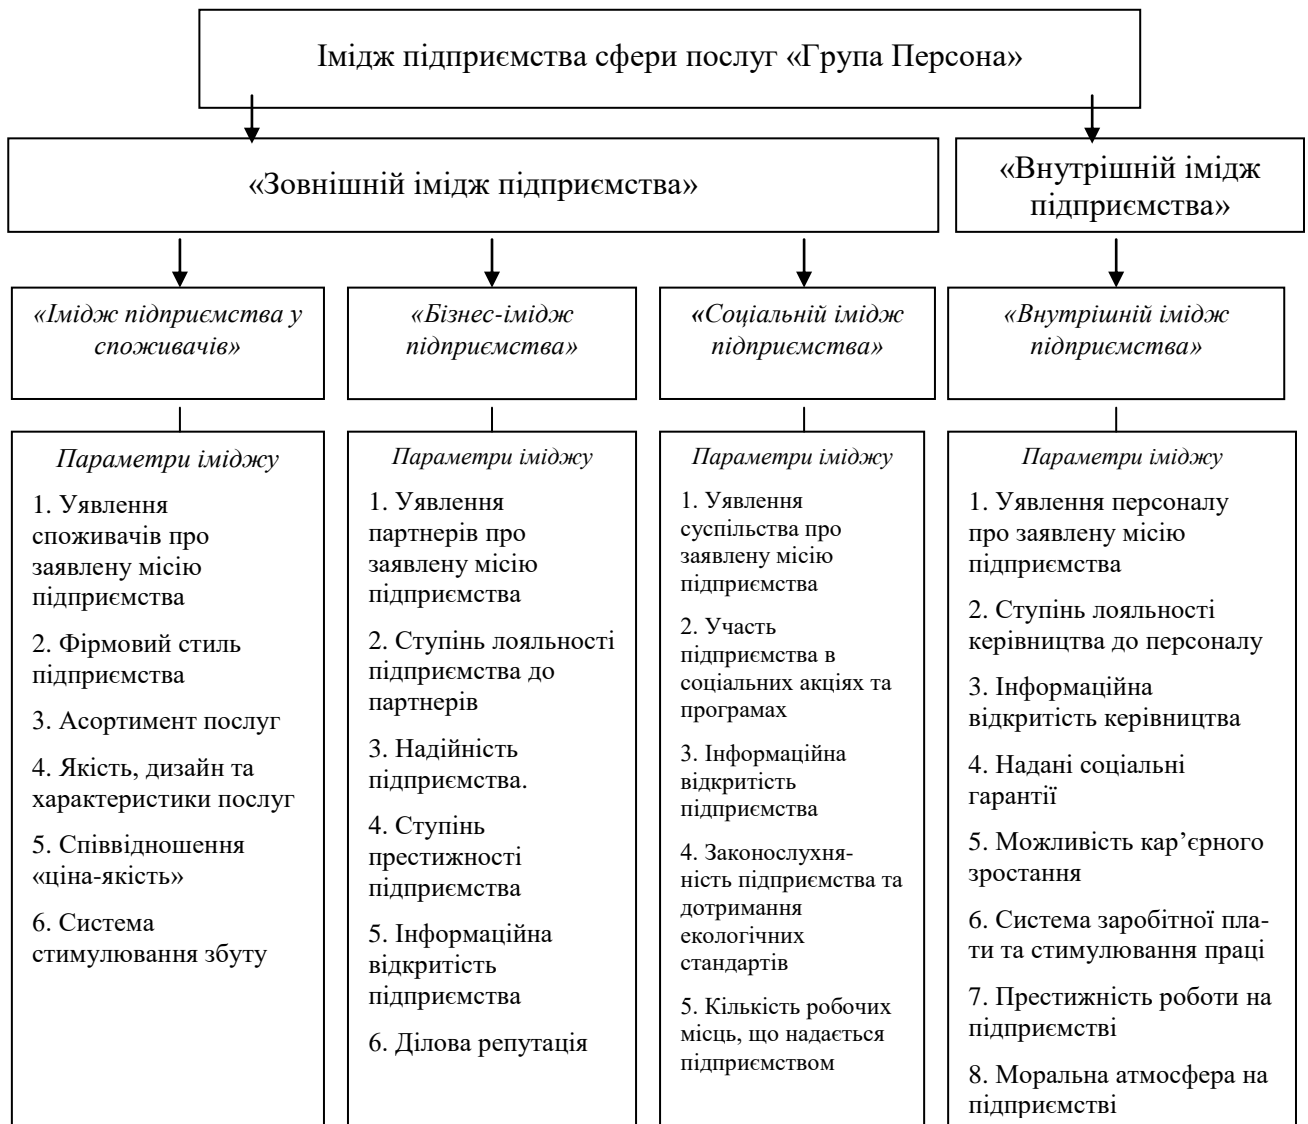 Імідж підприємства сфери послуг «Група Персона»
«Зовнішній імідж підприємства»
«Внутрішній імідж
підприємства»
«Імідж підприємства у
споживачів»
«Бізнес-імідж
підприємства»
«Соціальній імідж
підприємства»
«Внутрішній імідж
підприємства»
Параметри іміджу
1. Уявлення
споживачів про
заявлену місію
підприємства
2. Фірмовий стиль
підприємства
3. Асортимент послуг
4. Якість, дизайн та
характеристики послуг
5. Співвідношення
«ціна-якість»
6. Система
стимулювання збуту
Параметри іміджу
1. Уявлення
партнерів про
заявлену місію
підприємства
2. Ступінь лояльності
підприємства до
партнерів
3. Надійність
підприємства.
4. Ступінь
престижності
підприємства
5. Інформаційна
відкритість
підприємства
6. Ділова репутація
Параметри іміджу
1. Уявлення
суспільства про
заявлену місію
підприємства
2. Участь
підприємства в
соціальних акціях та
програмах
3. Інформаційна
відкритість
підприємства
4. Законослухня-
ність підприємства та
дотримання
екологічних
стандартів
5. Кількість робочих
місць, що надається
підприємством
Параметри іміджу
1. Уявлення персоналу
про заявлену місію
підприємства
2. Ступінь лояльності
керівництва до персоналу
3. Інформаційна
відкритість керівництва
4. Надані соціальні
гарантії
5. Можливість кар’єрного
зростання
6. Система заробітної пла-
ти та стимулювання праці
7. Престижність роботи на
підприємстві
8. Моральна атмосфера на
підприємстві